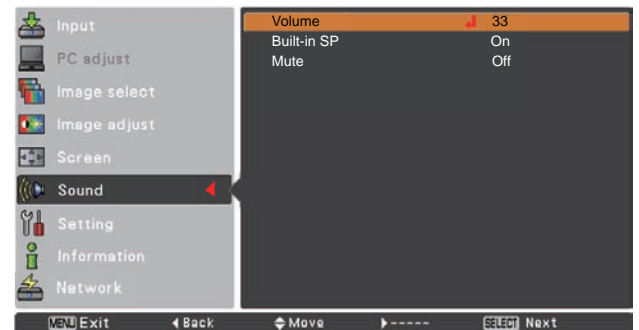 Input
PC adjust
Image select
Image adjust
Screen
Sound
Setting
Information
Network
Volume 33
Built-in SP On
Mute Off
MENU Exit Back Move ----- SELECT Next